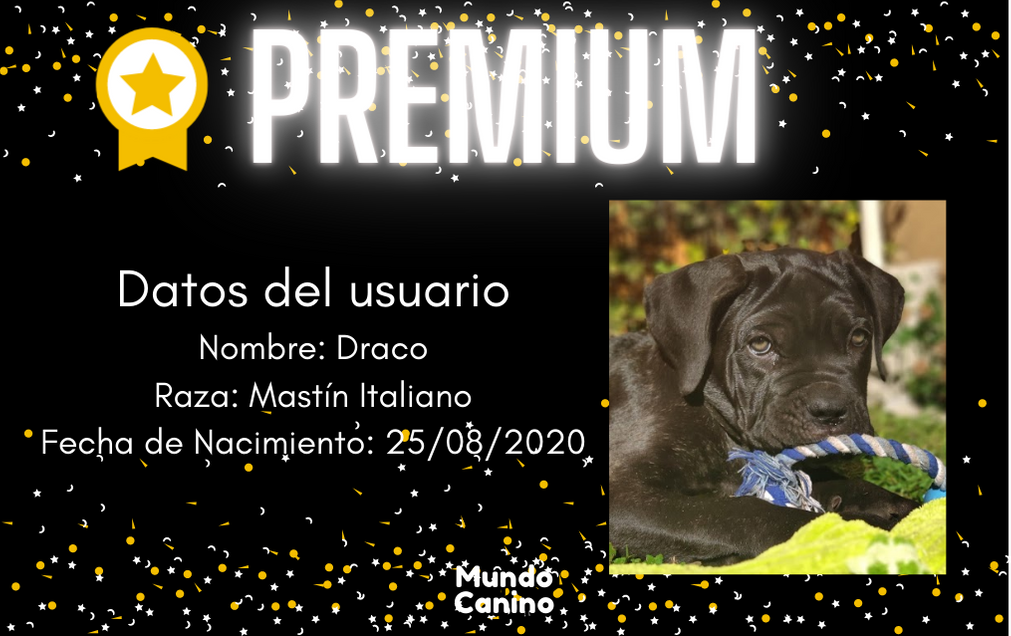 PREMIUM
Datos del usuario
Nombre: Draco
Raza: Mastín Italiano
Fecha de Nacimiento: 25/08/2020
Mundo
Canino